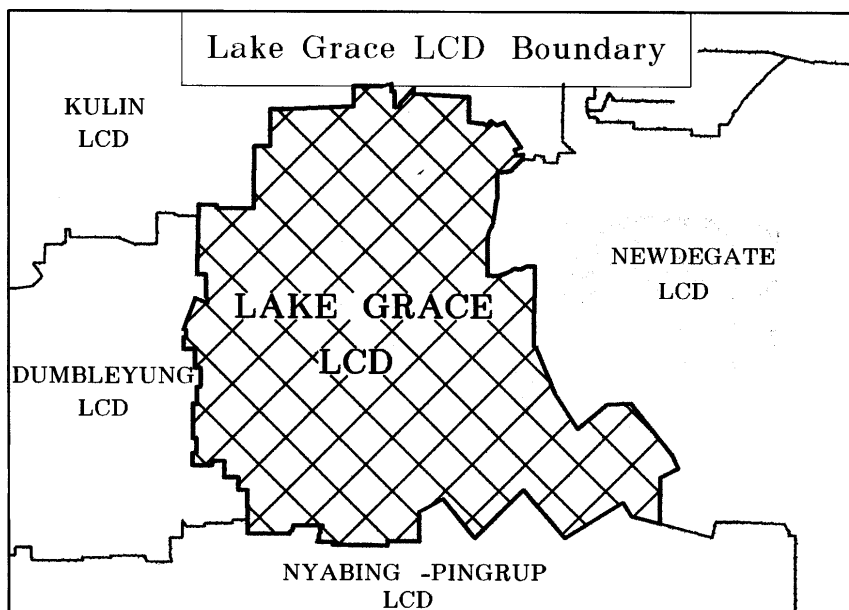 Lake Grace LCD Boundary
KULIN
LCD
NEWDEGATE
LCD
LAKE GRACE
LCD
DUMBLEYUNG
LCD
NYABING -PINGRUP
LCD